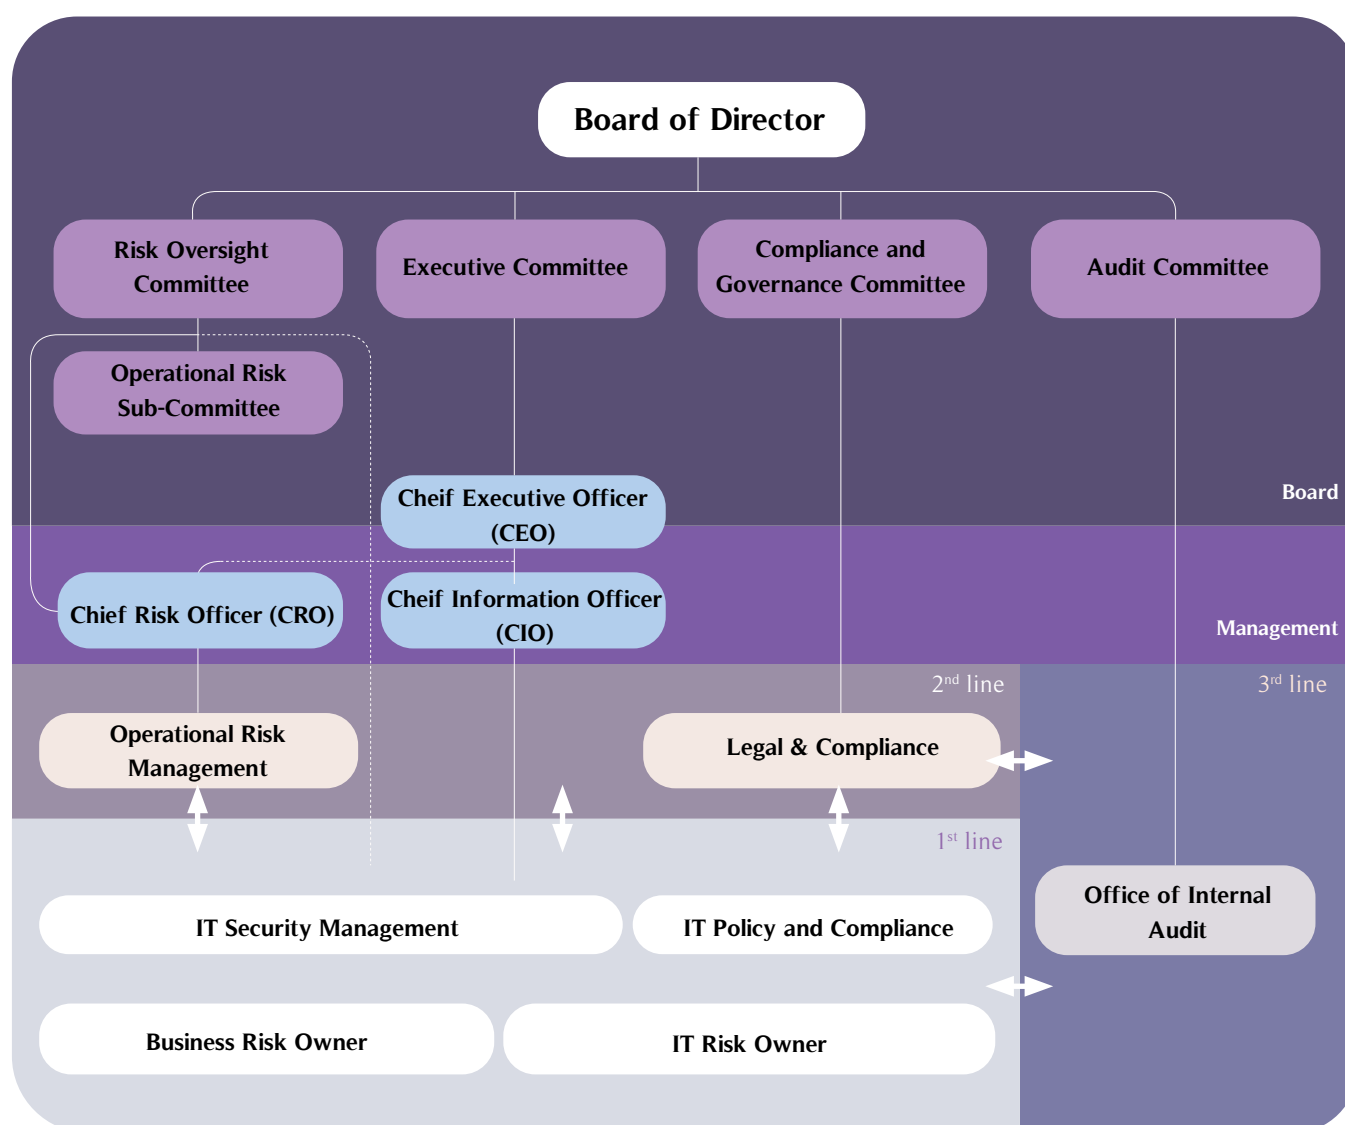 Board of Director
Risk Oversight
Committee
Executive Committee
Compliance and
Governance Committee
Audit Committee
Operational Risk
Sub-Committee
Cheif Executive Officer
(CEO)
Board
Chief Risk Officer (CRO)
Cheif Information Officer
(CIO)
Management
2nd line
3rd line
Operational Risk
Management
Legal & Compliance
1st line
IT Security Management
IT Policy and Compliance
Office of Internal
Audit
Business Risk Owner
IT Risk Owner